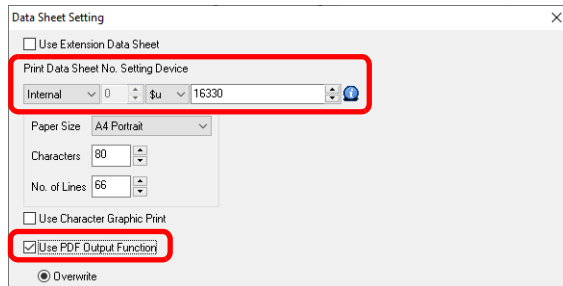 Data Sheet Setting
Use Extension Data Sheet
Print Data Sheet No. Setting Device
Internal 0 $u 16330
Paper Size A4 Portrait
Characters 80
No. of Lines 66
Use Character Graphic Print
Use PDF Output Function
Overwrite